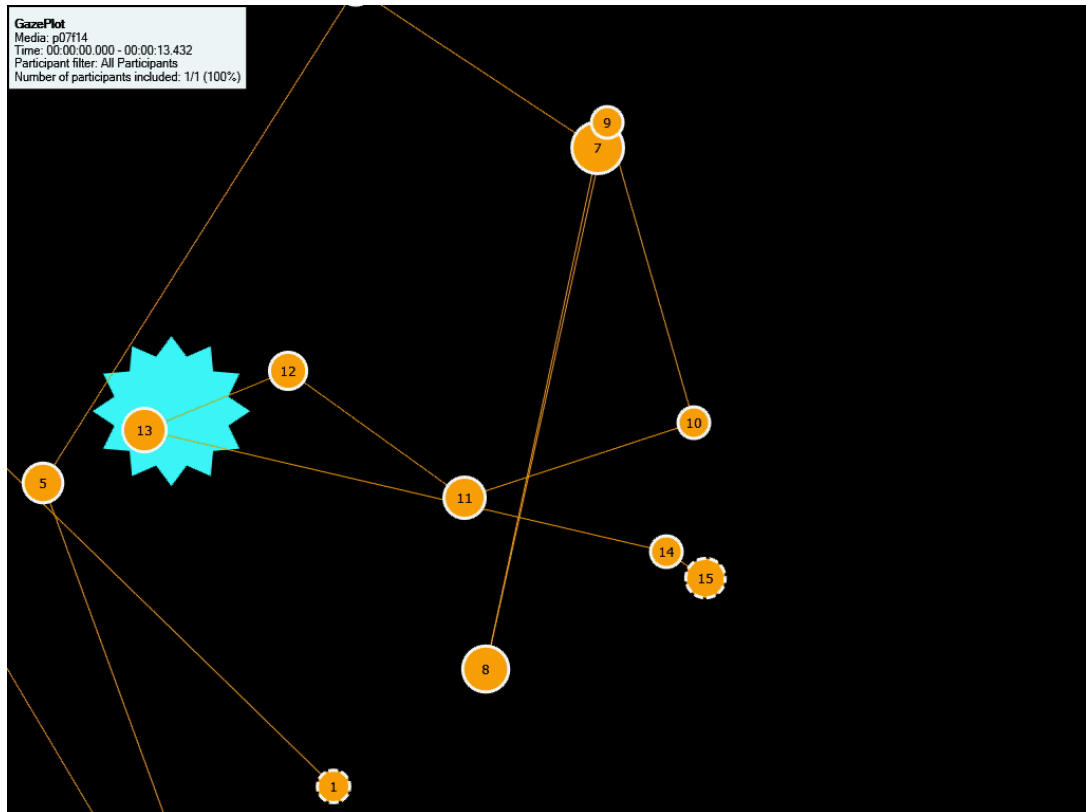 GazePlot
Media: p07f14
Time: 00:00:00.000 - 00:00:13.432
Participant filter: All Participants
Number of participants included: 1/1 (100%)
9
7
12
10
13
5
11
14
15
8
1